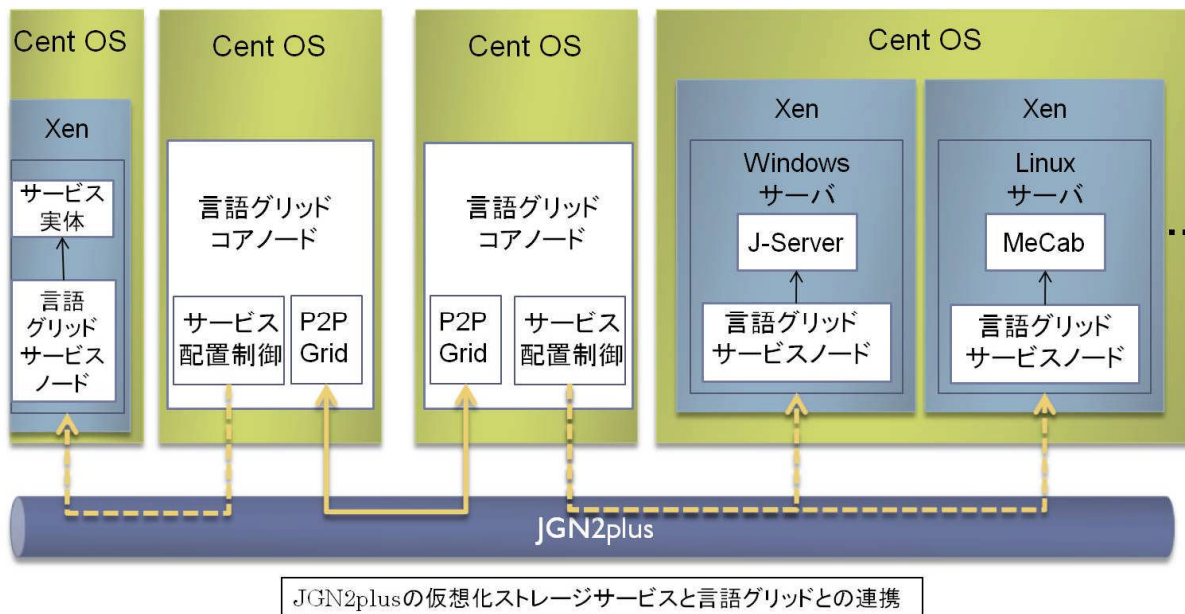 Cent OS
Xen
サービス
実体
言語
グリッド
サービス
ノード
Cent OS
言語グリッド
コアノード
サービス
配置制御
P2P
Grid
Cent OS
言語グリッド
コアノード
P2P
Grid
サービス
配置制御
Cent OS
Xen
Windows
サーバ
J-Server
言語グリッド
サービスノード
Xen
Linux
サーバ
MeCab
言語グリッド
サービスノード
..
JGN2plus
JGN2plusの仮想化ストレージサービスと言語グリッドとの連携